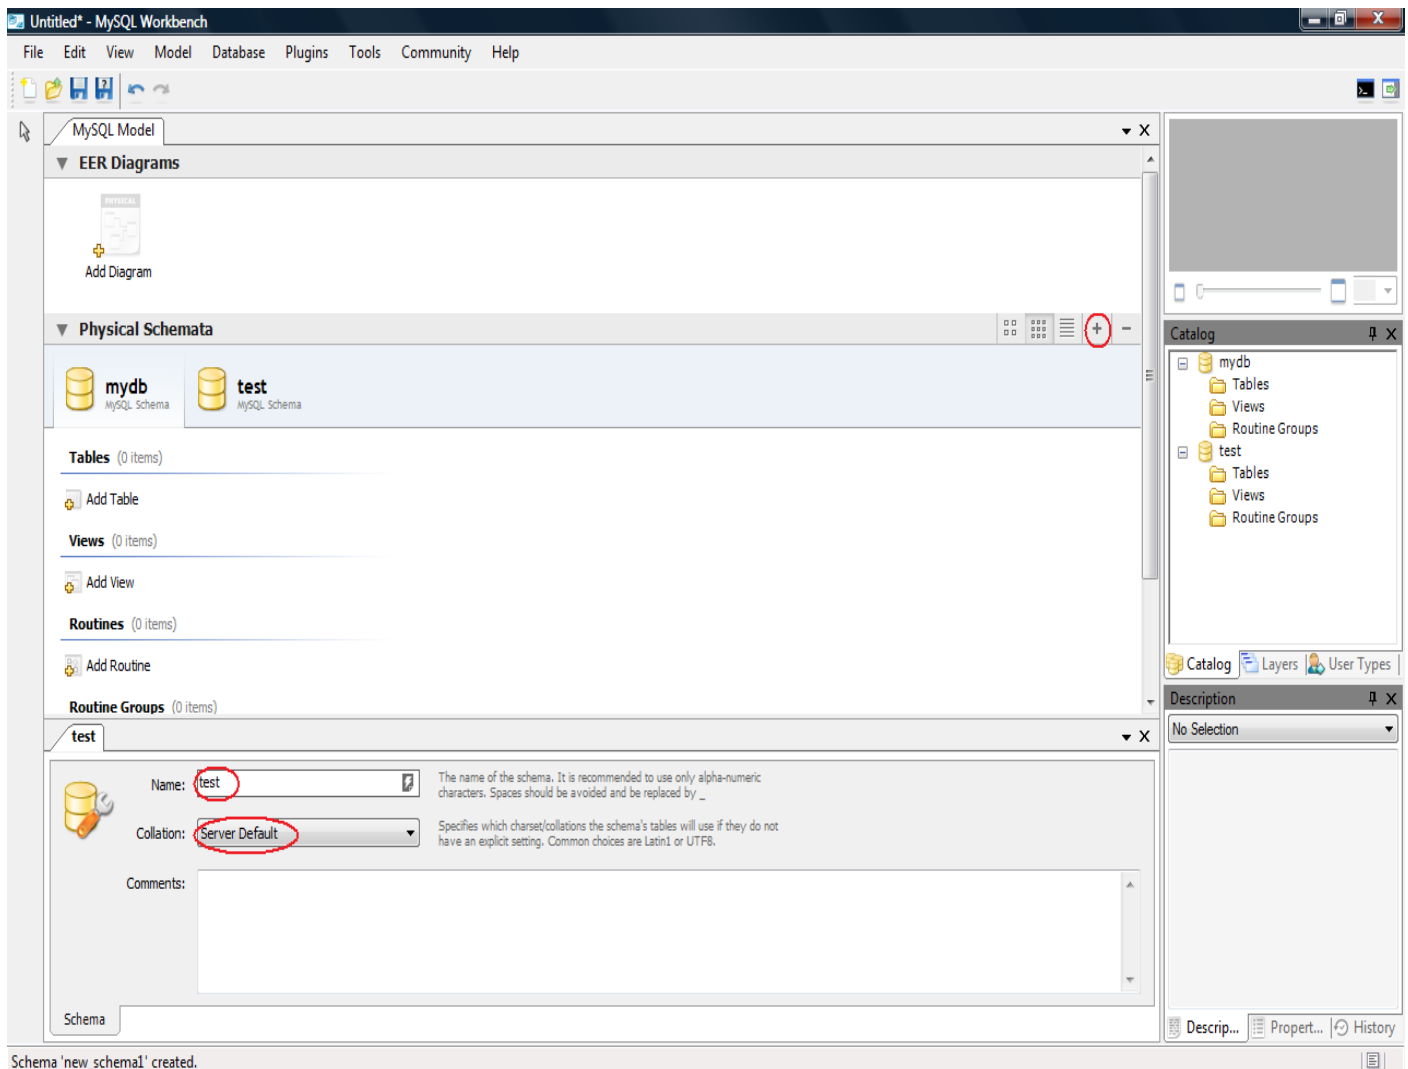 Untitled* - MySQL Workbench
File Edit View Model Database Plugins Tools Community Help
MySQL Model
EER Diagrams
PHYSICAL
Add Diagram
Physical Schemata
mydb
MySQL Schema
test
MySQL Schema
Tables (0 items)
Add Table
Views (0 items)
Add View
Routines (0 items)
Add Routine
Routine Groups (0 items)
test
Name: test
The name of the schema. It is recommended to use only alpha-numeric
characters. Spaces should be avoided and be replaced by _
Collation: Server Default
Specifies which charset/collations the schema's tables will use if they do not
have an explicit setting. Common choices are Latin1 or UTF8.
Comments:
Schema
Catalog
mydb
Tables
Views
Routine Groups
test
Tables
Views
Routine Groups
Catalog Layers User Types
Description
No Selection
Descrip... Propert... History
Schema 'new_schema1' created.